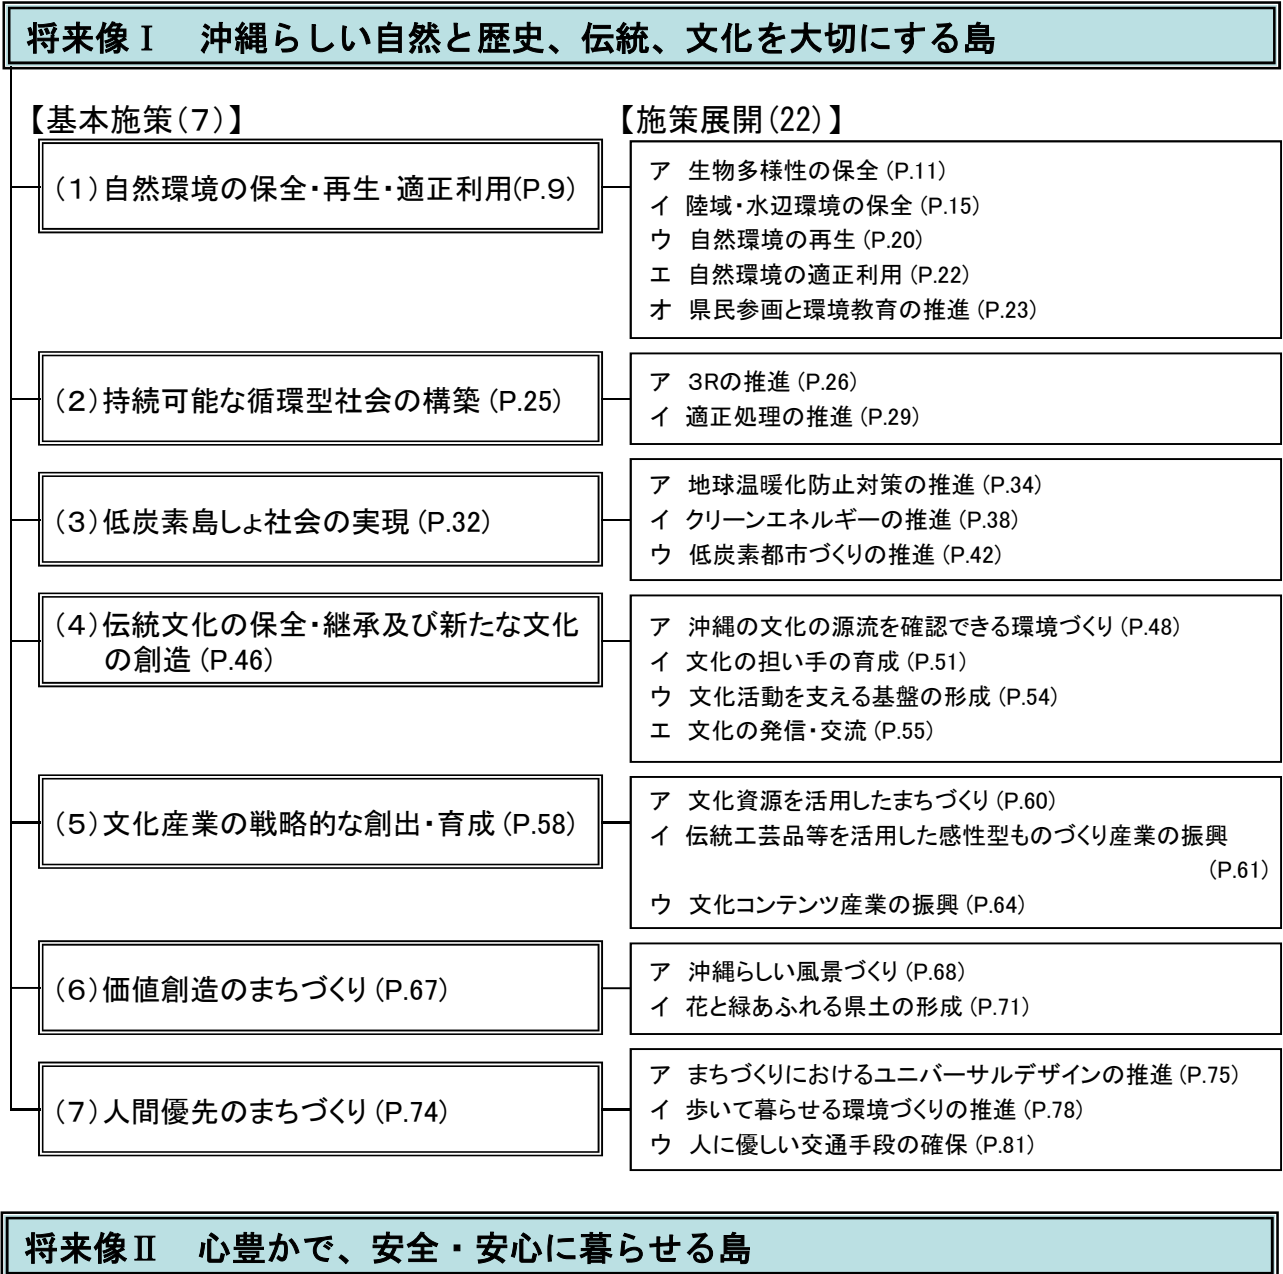 将来像Ⅰ　沖縄らしい自然と歴史、伝統、文化を大切にする島
【基本施策(7)】
【施策展開(22)】
(1)自然環境の保全・再生・適正利用(P.9)
ア 生物多様性の保全 (P.11)
イ 陸域・水辺環境の保全 (P.15)
ウ 自然環境の再生 (P.20)
エ 自然環境の適正利用 (P.22)
オ 県民参画と環境教育の推進 (P.23)
(2)持続可能な循環型社会の構築 (P.25)
ア 3Rの推進 (P.26)
イ 適正処理の推進 (P.29)
(3)低炭素島しょ社会の実現 (P.32)
ア 地球温暖化防止対策の推進 (P.34)
イ クリーンエネルギーの推進 (P.38)
ウ 低炭素都市づくりの推進 (P.42)
(4)伝統文化の保全・継承及び新たな文化
の創造 (P.46)
ア 沖縄の文化の源流を確認できる環境づくり (P.48)
イ 文化の担い手の育成 (P.51)
ウ 文化活動を支える基盤の形成 (P.54)
エ 文化の発信・交流 (P.55)
(5)文化産業の戦略的な創出・育成 (P.58)
ア 文化資源を活用したまちづくり (P.60)
イ 伝統工芸品等を活用した感性型ものづくり産業の振興
(P.61)
ウ 文化コンテンツ産業の振興 (P.64)
(6)価値創造のまちづくり (P.67)
ア 沖縄らしい風景づくり (P.68)
イ 花と緑あふれる県土の形成 (P.71)
(7)人間優先のまちづくり (P.74)
ア まちづくりにおけるユニバーサルデザインの推進 (P.75)
イ 歩いて暮らせる環境づくりの推進 (P.78)
ウ 人に優しい交通手段の確保 (P.81)
将来像Ⅱ　心豊かで、安全・安心に暮らせる島